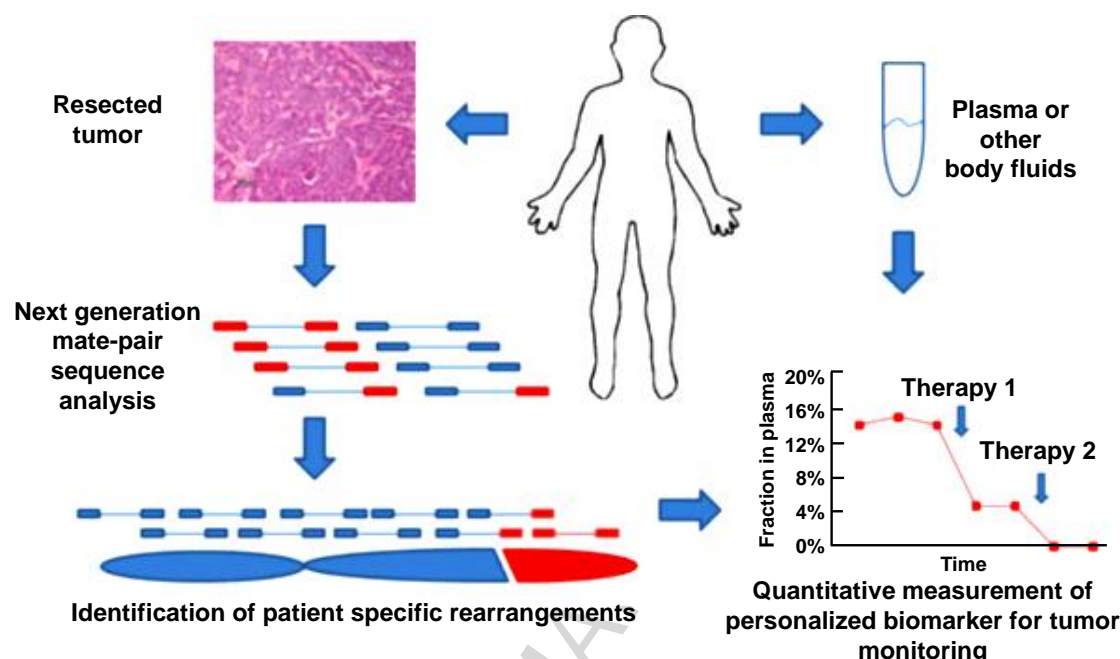 Resected
tumor
Plasma or
other
body fluids
Next generation
mate-pair
sequence
analysis
Fraction in plasma
20%
16%
12%
8%
4%
0%
Therapy 1
Therapy 2
Time
Identification of patient specific rearrangements
Quantitative measurement of
personalized biomarker for tumor
monitoring